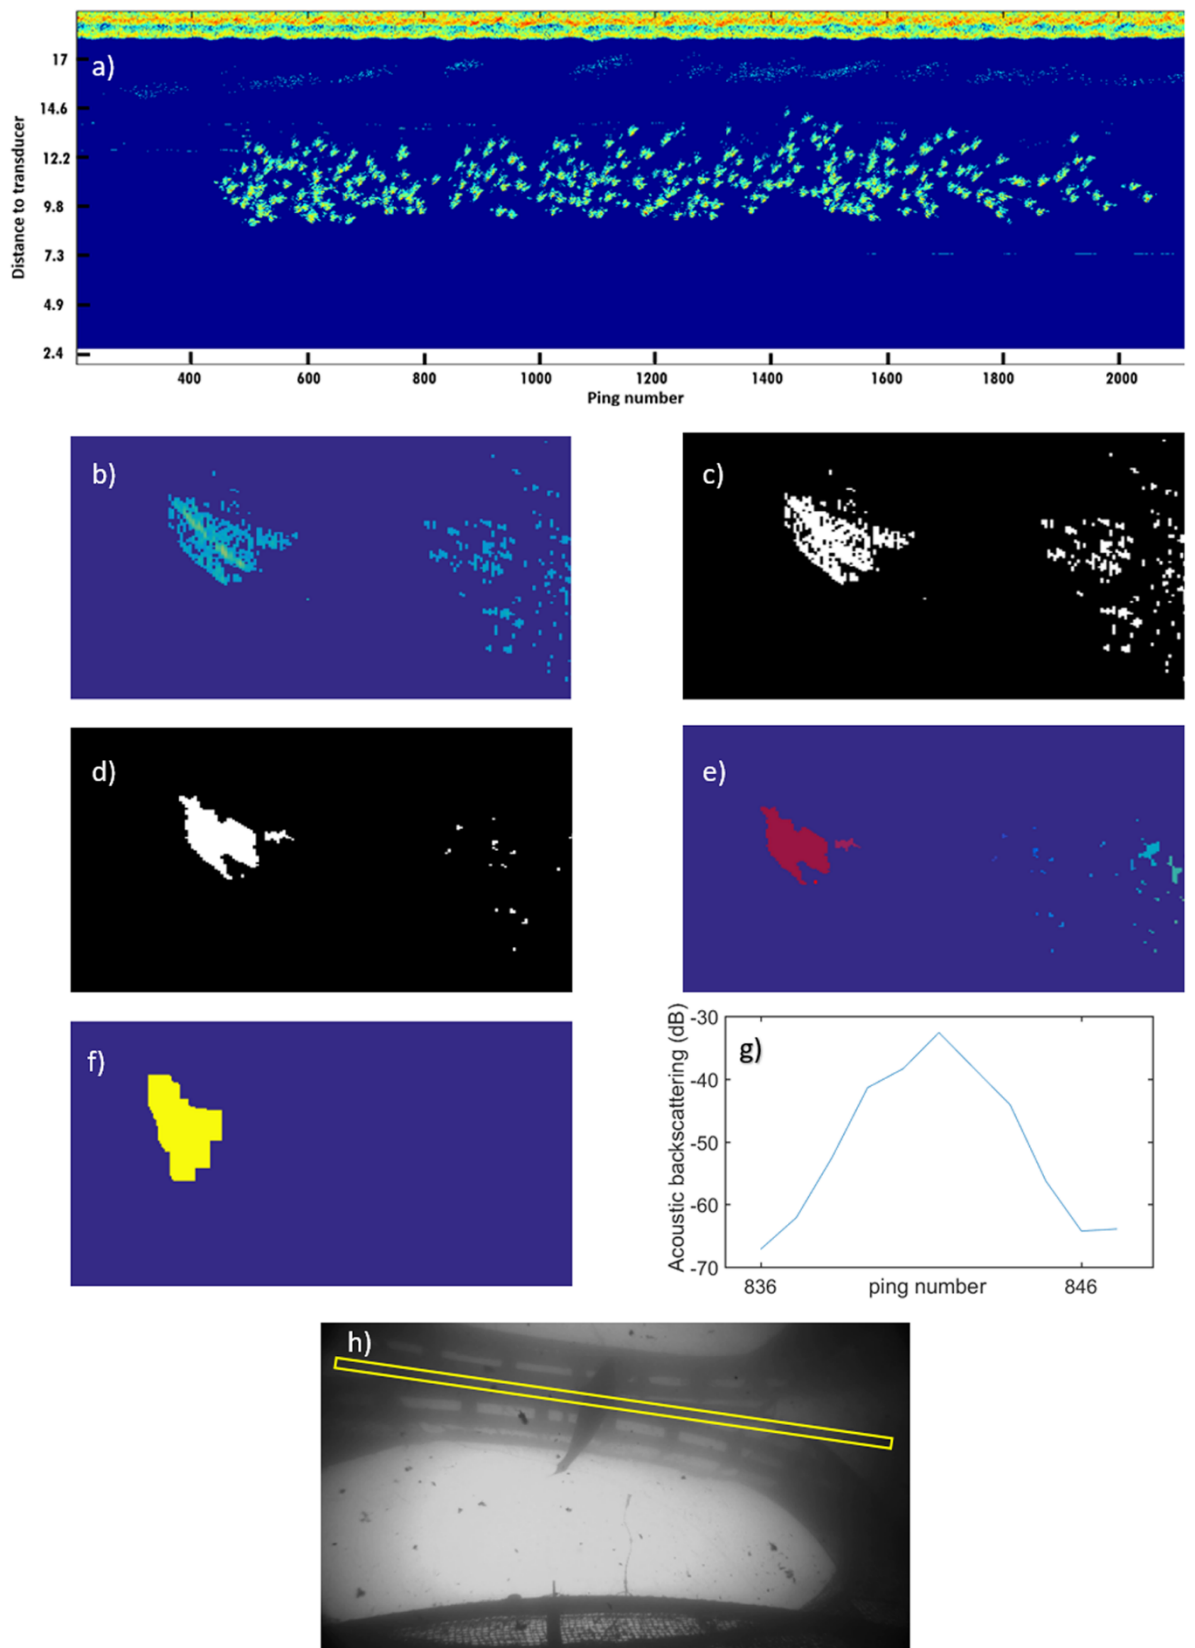 a)
17
14.6
12.2
9.8
7.3
4.9
2.4
Distance to transducer
400 600 800 1000 1200 1400 1600 1800 2000
Ping number
b)
c)
d)
e)
f)
g)
-30
-40
-50
-60
-70
Acoustic backscattering (dB)
836 ping number 846
h)